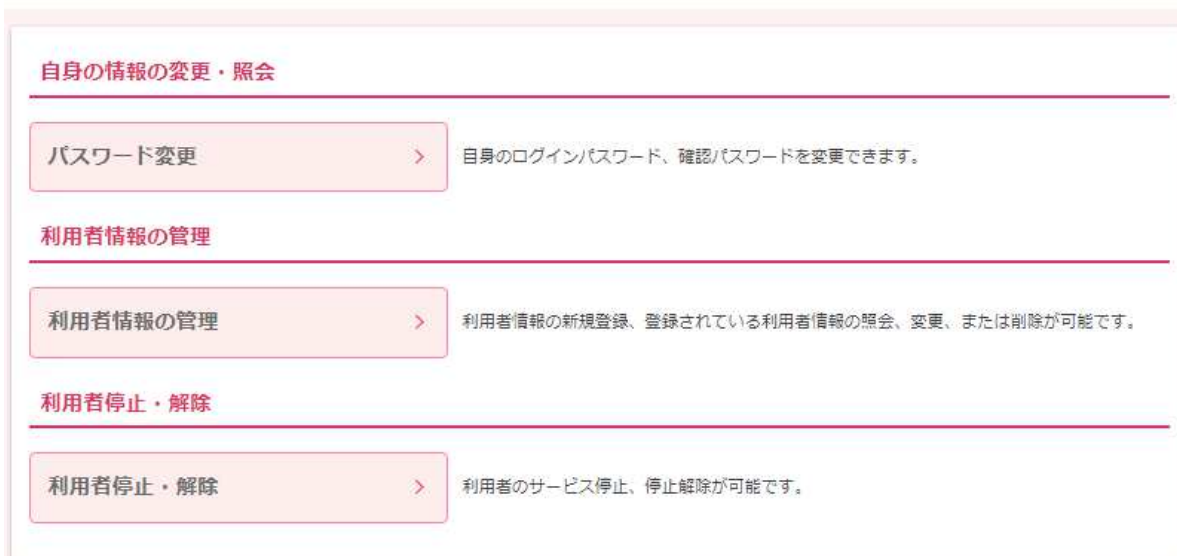 自身の情報の変更・照会
パスワード変更
自身のログインパスワード、確認パスワードを変更できます。
利用者情報の管理
利用者情報の管理
利用者情報の新規登録、登録されている利用者情報の照会、変更、または削除が可能です。
利用者停止・解除
利用者停止・解除
利用者のサービス停止、停止解除が可能です。